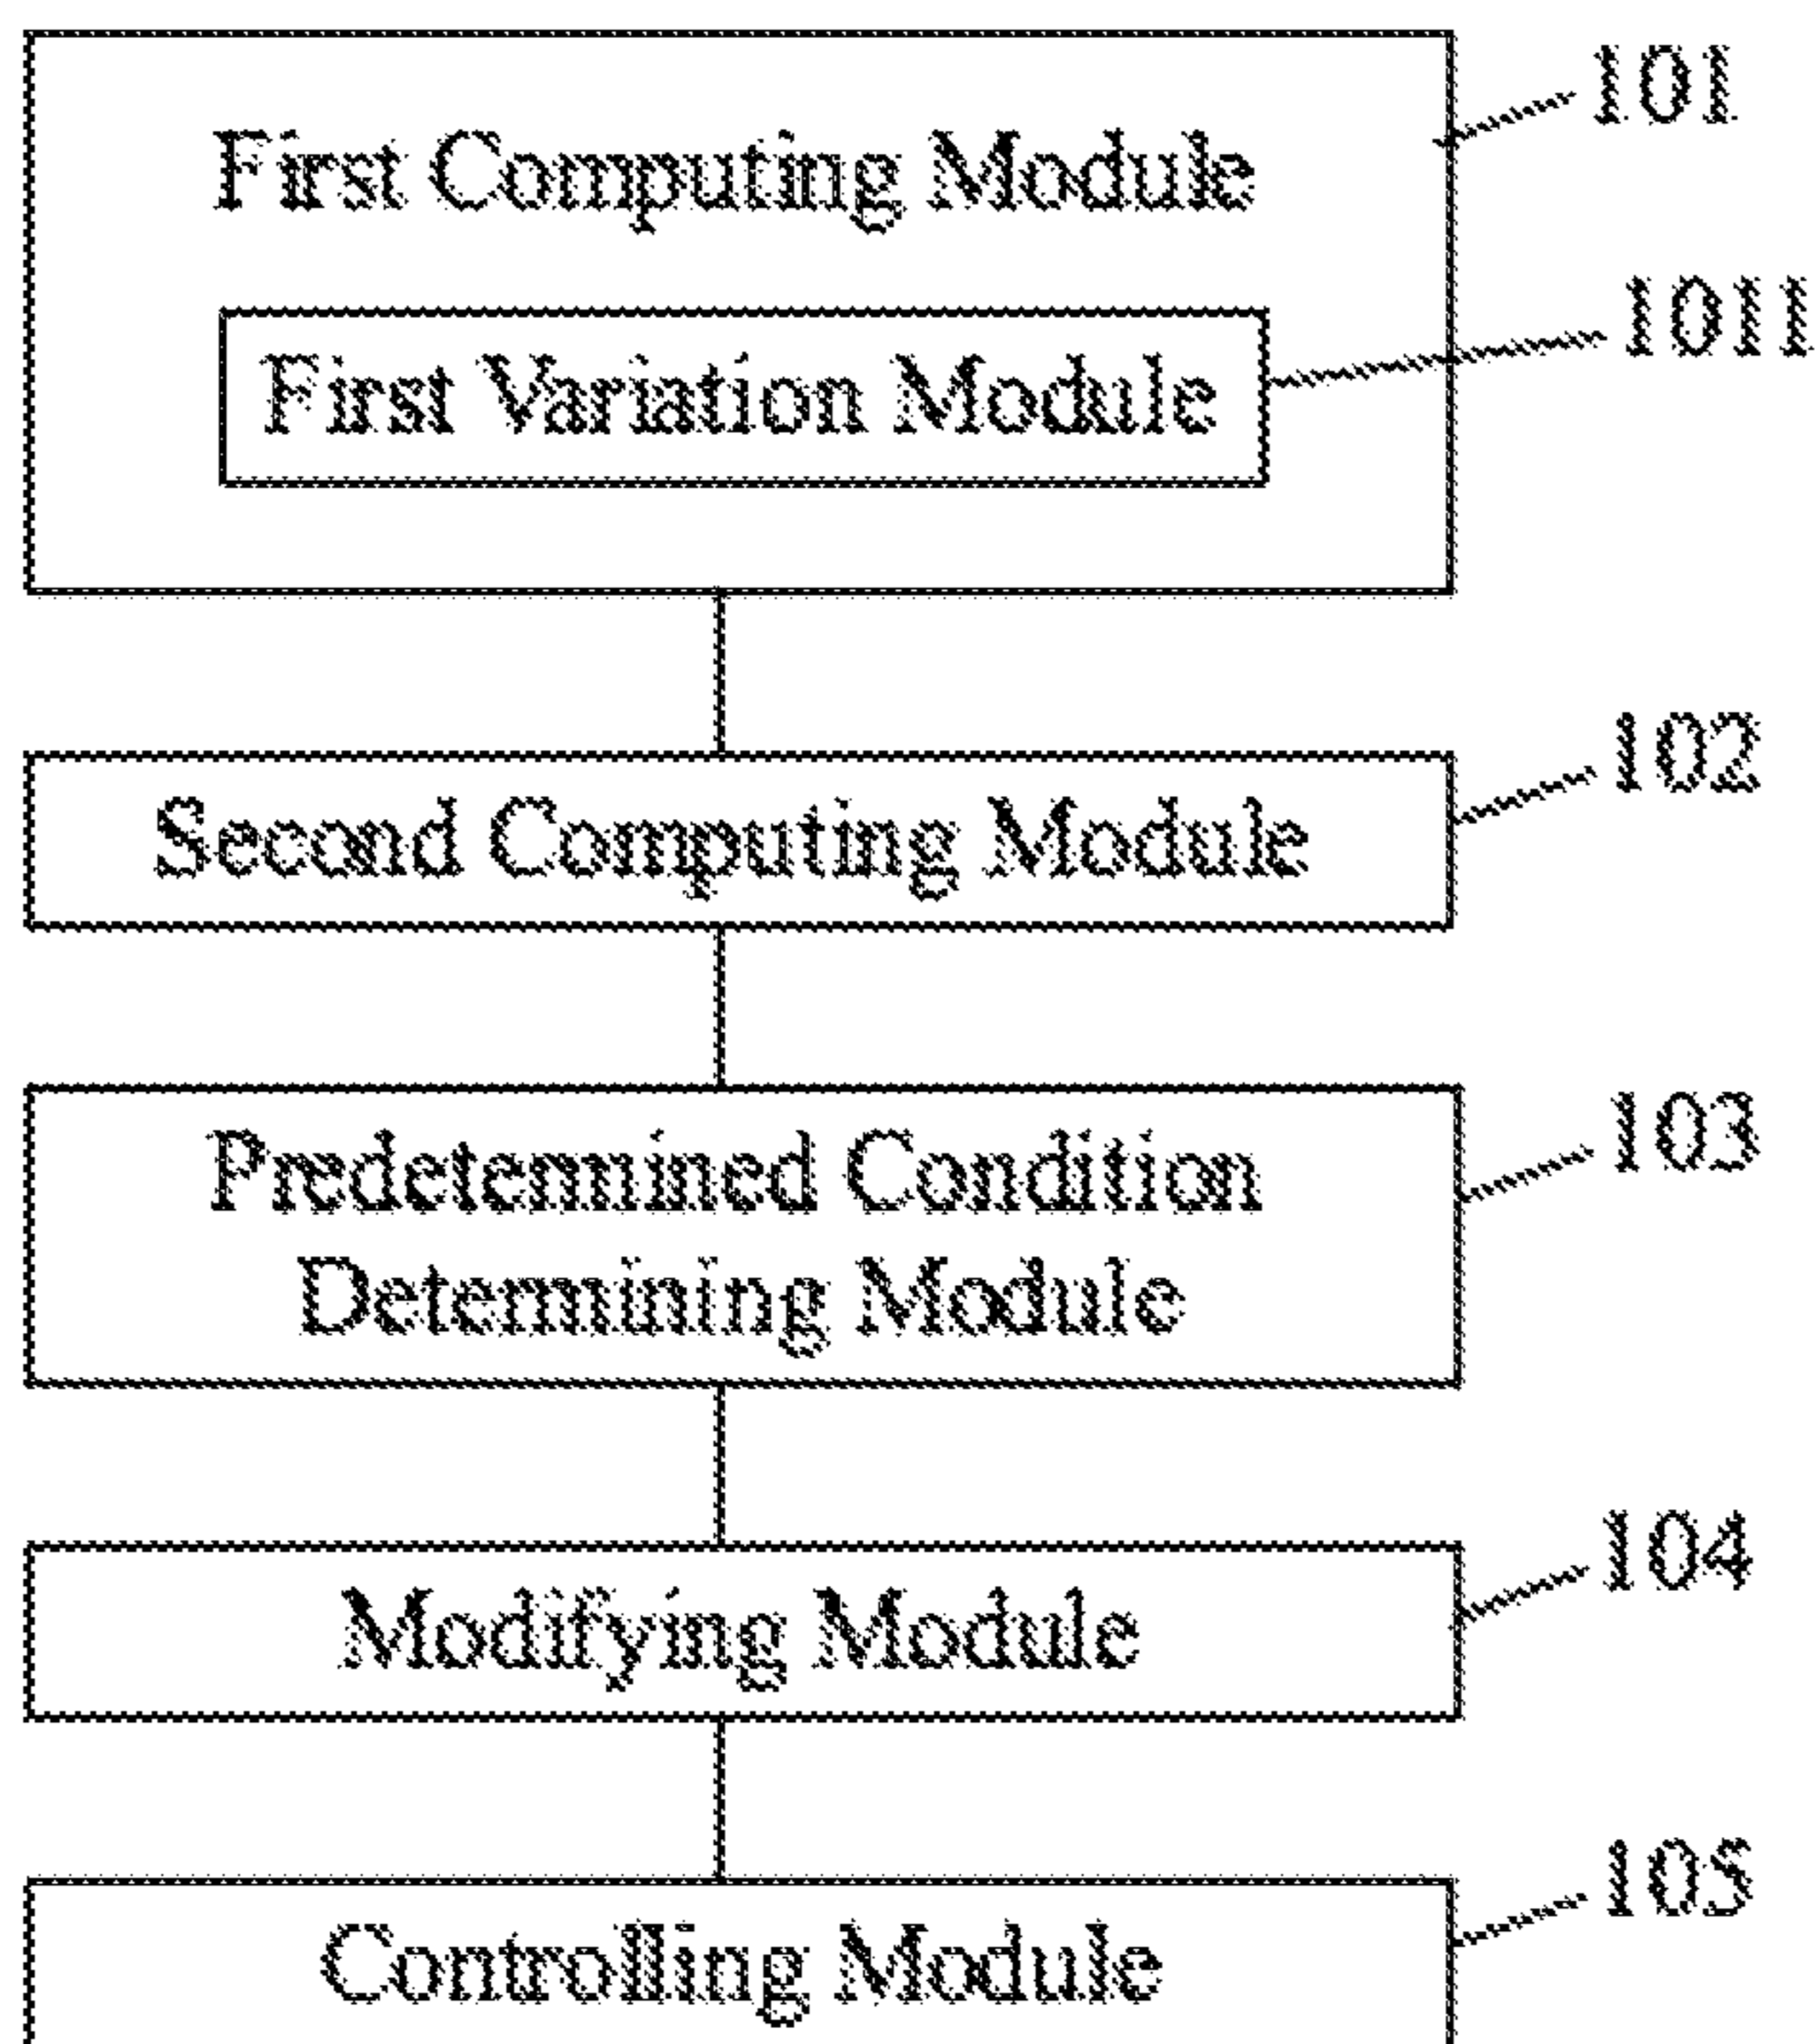 First Computing Module
101
First Variation Module
1011
Second Computing Module
102
Predetermined Condition
Determining Module
103
Modifying Module
104
Controlling Module
105